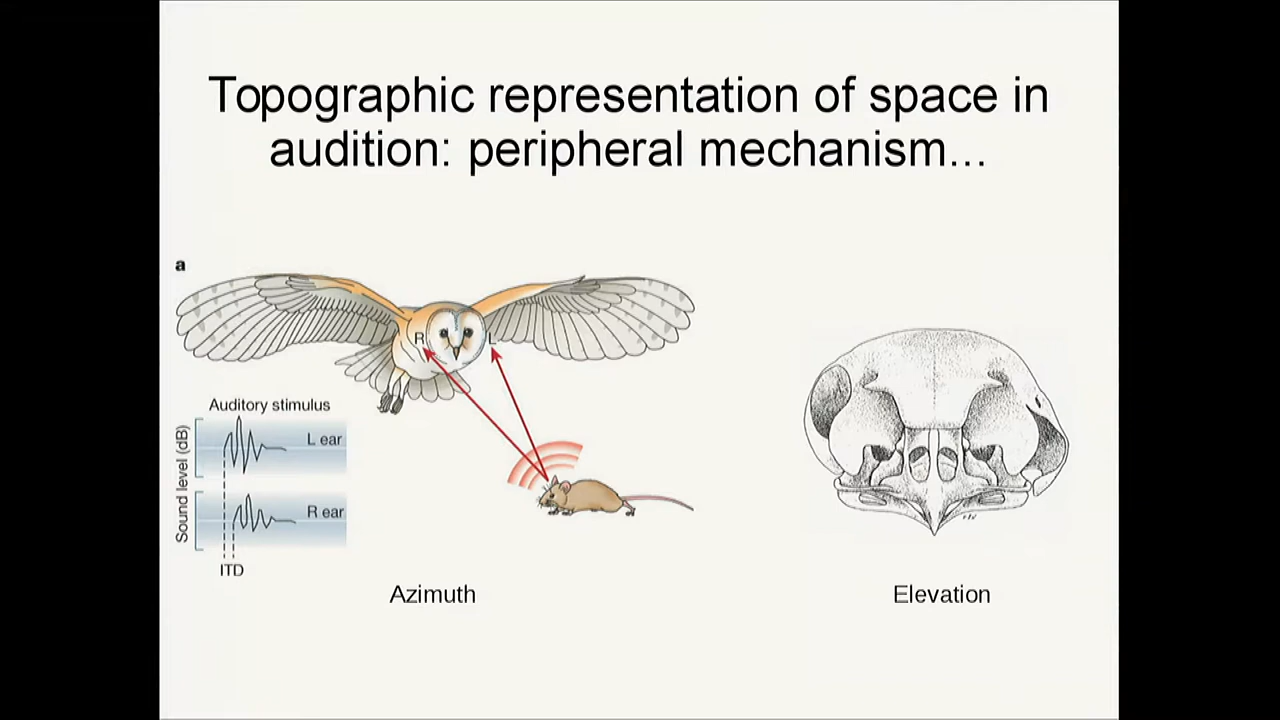 Topographic representation of space in
audition: peripheral mechanism...
a
R
L
Auditory stimulus
Sound level (dB)
L ear
R ear
ITD
Azimuth
Elevation